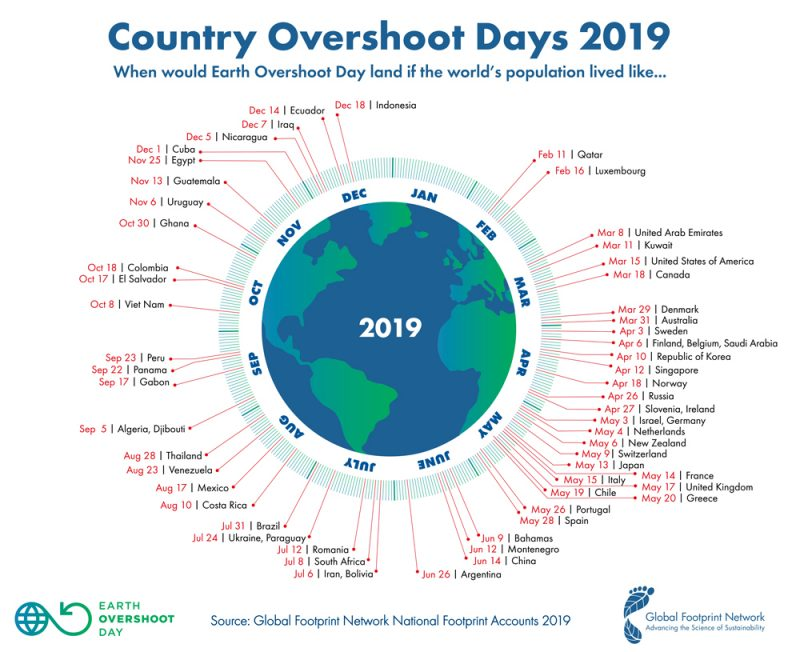 Country Overshoot Days 2019
When would Earth Overshoot Day land if the world's population lived like...
Dec 18 | Indonesia
Dec 14 | Ecuador
Dec 7 | Iraq
Dec 5 | Nicaragua
Dec 1 | Cuba
Nov 25 | Egypt
Nov 13 | Guatemala
Nov 6 | Uruguay
Oct 30 | Ghana
Oct 18 | Colombia
Oct 17 | El Salvador
Oct 8 | Viet Nam
Sep 23 | Peru
Sep 22 | Panama
Sep 17 | Gabon
Sep 5 | Algeria, Djibouti
Aug 28 | Thailand
Aug 23 | Venezuela
Aug 17 | Mexico
Aug 10 | Costa Rica
Jul 31 | Brazil
Jul 24 | Ukraine, Paraguay
Jul 12 | Romania
Jul 8 | South Africa
Jul 6 | Iran, Bolivia
Feb 11 | Qatar
Feb 16 | Luxembourg
Mar 8 | United Arab Emirates
Mar 11 | Kuwait
Mar 15 | United States of America
Mar 18 | Canada
Mar 29 | Denmark
Mar 31 | Australia
Apr 3 | Sweden
Apr 6 | Finland, Belgium, Saudi Arabia
Apr 10 | Republic of Korea
Apr 12 | Singapore
Apr 18 | Norway
Apr 26 | Russia
Apr 27 | Slovenia, Ireland
May 3 | Israel, Germany
May 4 | Netherlands
May 6 | New Zealand
May 9 | Switzerland
May 13 | Japan
May 14 | France
May 15 | Italy
May 17 | United Kingdom
May 19 | Chile
May 20 | Greece
May 26 | Portugal
May 28 | Spain
Jun 9 | Bahamas
Jun 12 | Montenegro
Jun 14 | China
Jun 26 | Argentina
JAN
FEB
MAR
APR
MAY
JUNE
JULY
AUG
SEP
OCT
NOV
DEC
2019
EARTH
OVERSHOOT
DAY
Source: Global Footprint Network National Footprint Accounts 2019
Global Footprint Network
Advancing the Science of Sustainability